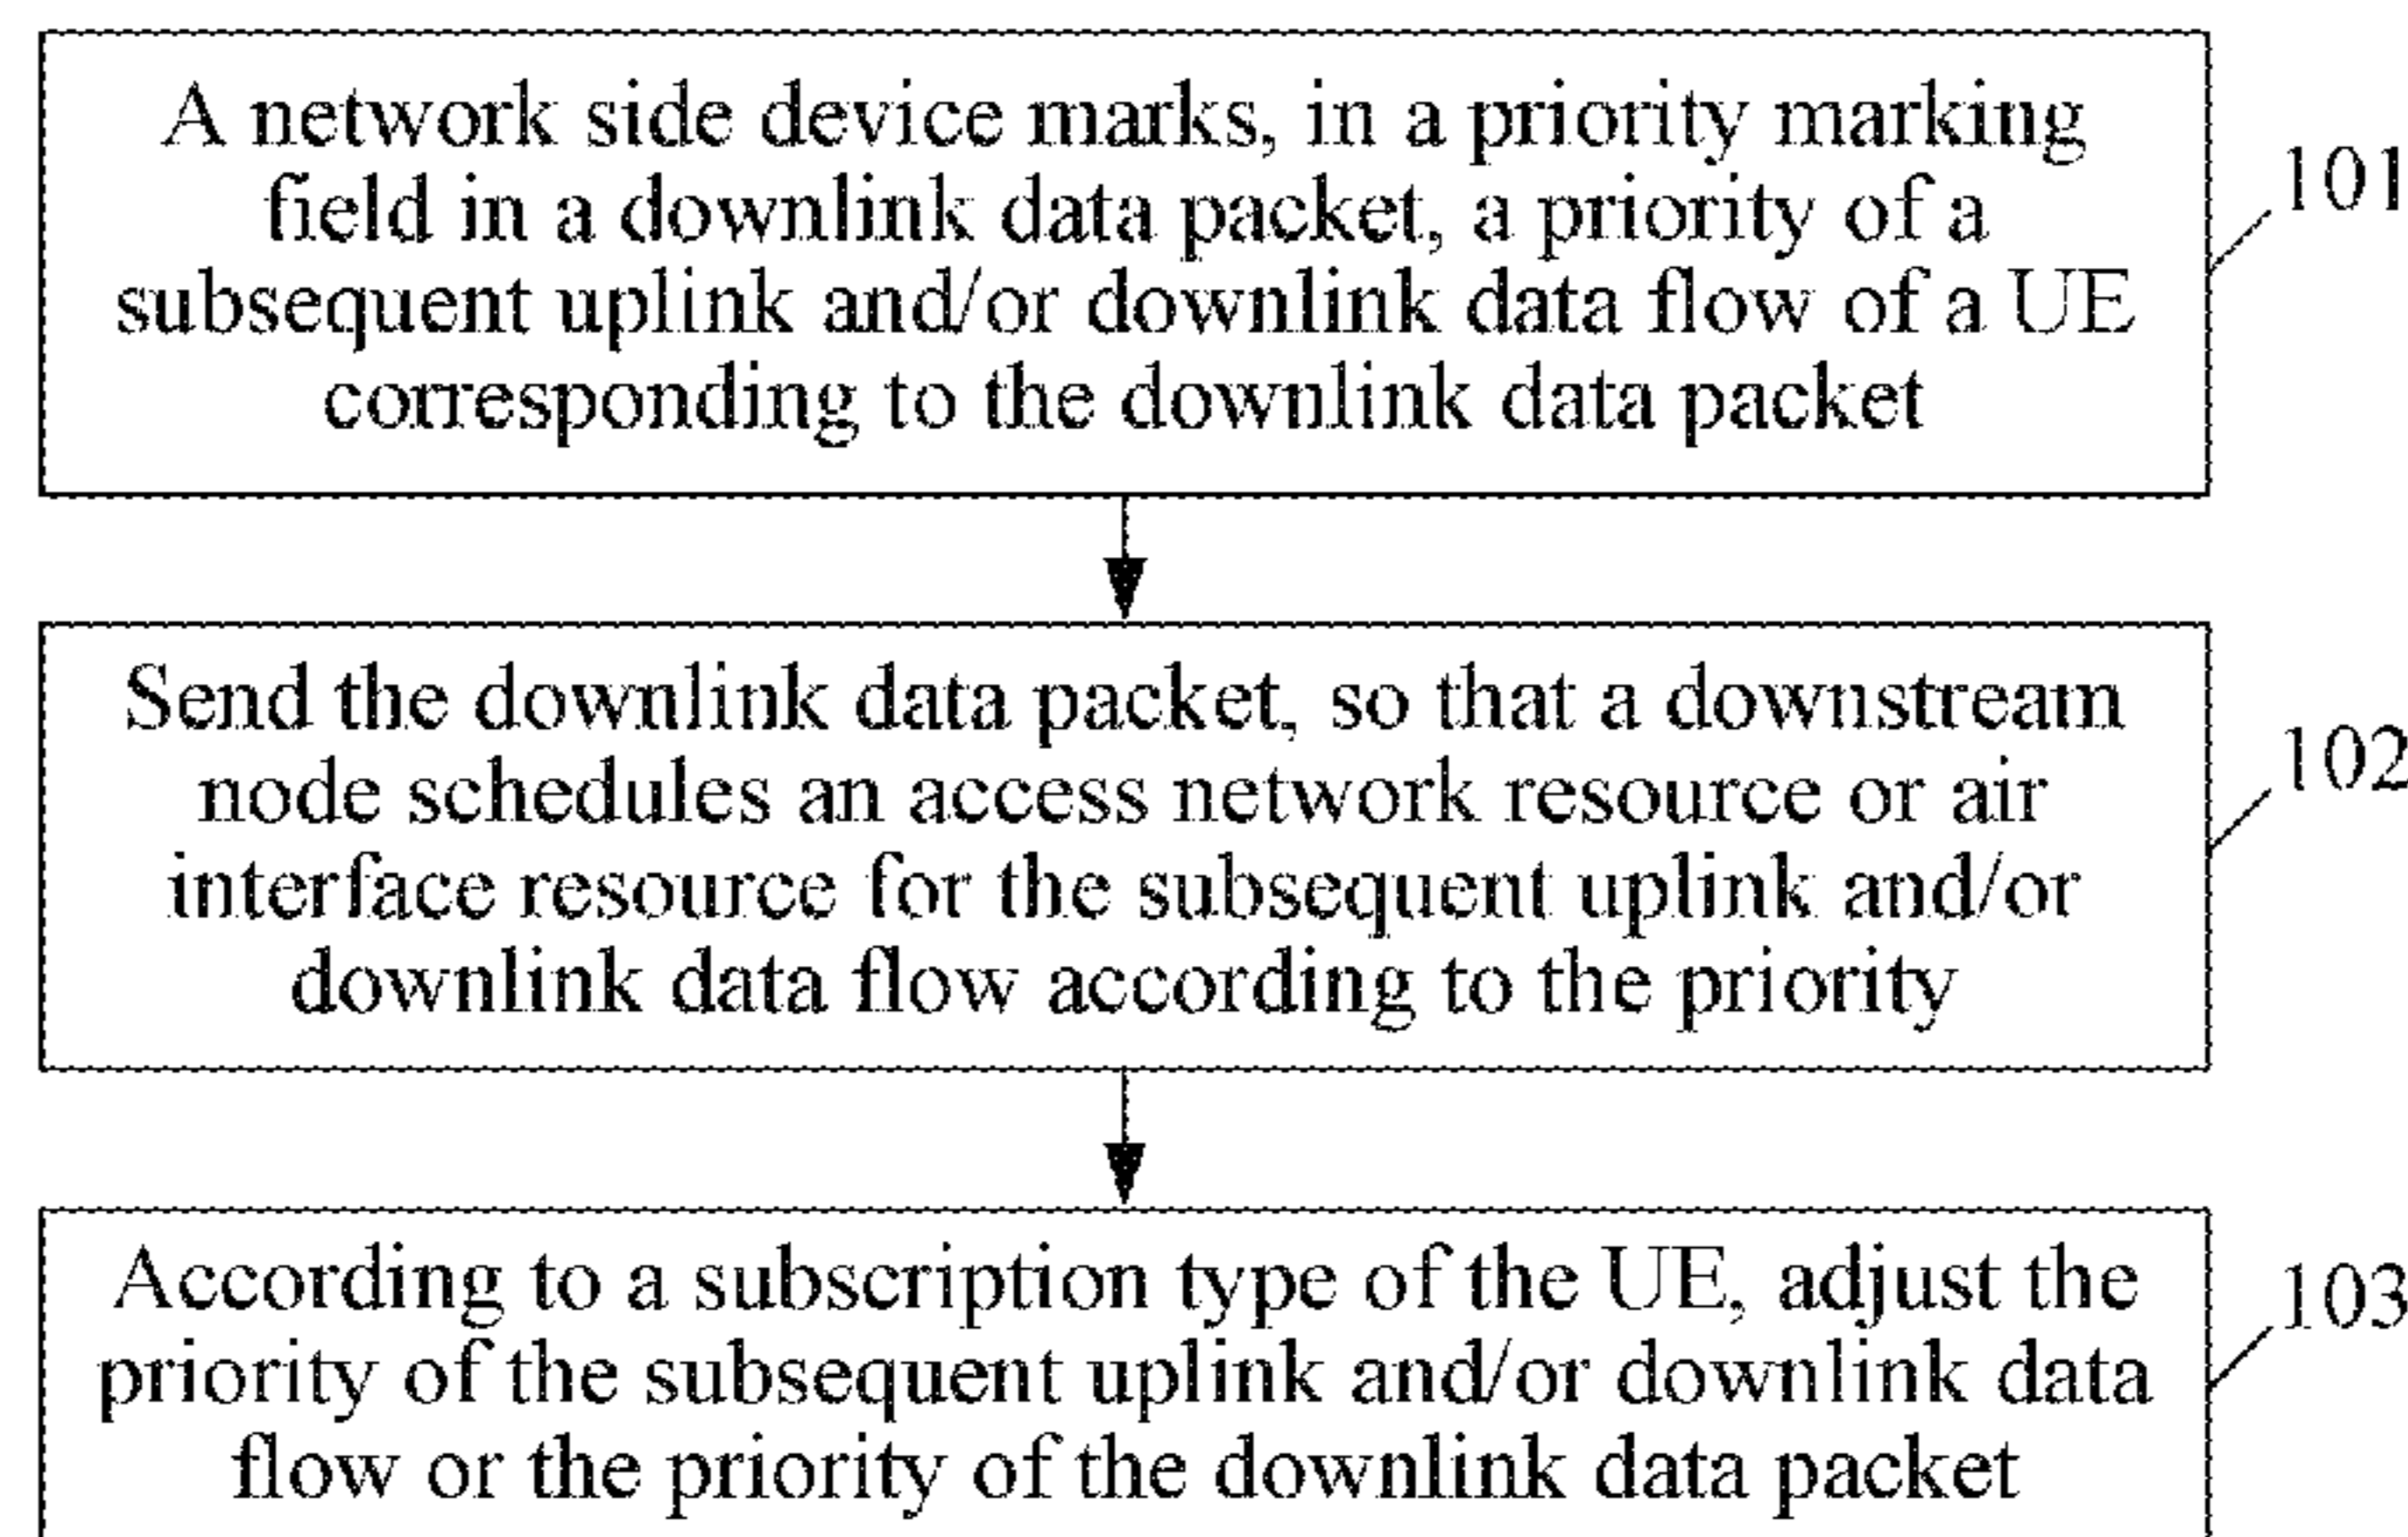 A network side device marks, in a priority marking
field in a downlink data packet, a priority of a
subsequent uplink and/or downlink data flow of a UE
corresponding to the downlink data packet
101
Send the downlink data packet, so that a downstream
node schedules an access network resource or air
interface resource for the subsequent uplink and/or
downlink data flow according to the priority
102
According to a subscription type of the UE, adjust the
priority of the subsequent uplink and/or downlink data
flow or the priority of the downlink data packet
103